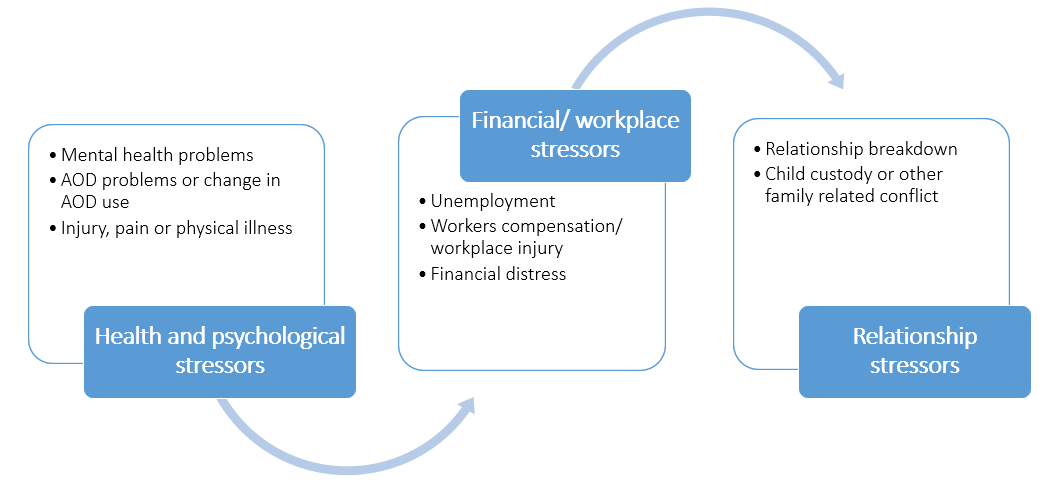 • Mental health problems
• AOD problems or change in
AOD use
• Injury, pain or physical illness
Health and psychological
stressors
Financial/ workplace
stressors
• Unemployment
• Workers compensation/
workplace injury
• Financial distress
• Relationship breakdown
• Child custody or other
family related conflict
Relationship
stressors